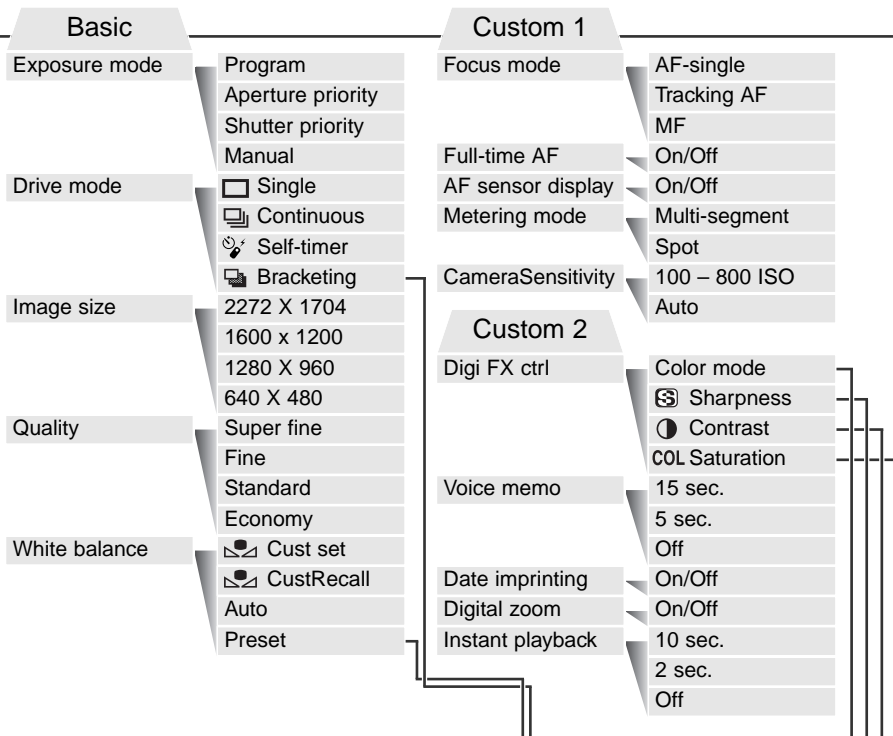 Basic
Exposure mode
Program
Aperture priority
Shutter priority
Manual
Drive mode
Single
Continuous
Self-timer
Bracketing
Image size
2272 X 1704
1600 x 1200
1280 X 960
640 X 480
Quality
Super fine
Fine
Standard
Economy
White balance
Cust set
CustRecall
Auto
Preset
Custom 1
Focus mode
AF-single
Tracking AF
MF
Full-time AF
On/Off
AF sensor display
On/Off
Metering mode
Multi-segment
Spot
CameraSensitivity
100 – 800 ISO
Auto
Custom 2
Digi FX ctrl
Color mode
S Sharpness
Contrast
COL Saturation
Voice memo
15 sec.
5 sec.
Off
Date imprinting
On/Off
Digital zoom
On/Off
Instant playback
10 sec.
2 sec.
Off